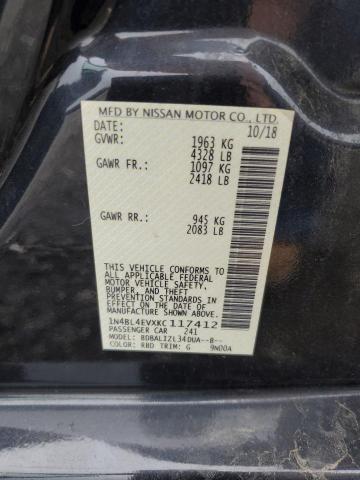 MFD BY NISSAN MOTOR CO., LTD.
DATE: 10/18
GVWR: 1963 KG
4328 LB
GAWR FR.: 1097 KG
2418 LB
GAWR RR.: 945 KG
2083 LB
THIS VEHICLE CONFORMS TO ALL
APPLICABLE FEDERAL
MOTOR VEHICLE SAFETY,
BUMPER, AND THEFT
PREVENTION STANDARDS
IN EFFECT ON THE DATE OF
MANUFACTURE SHOWN ABOVE.
1N4BL4EVXKC117412
PASSENGER CAR 241
MODEL: BDBALIZL34DUA--B--
COLOR: RBD TRIM: G 9N00A